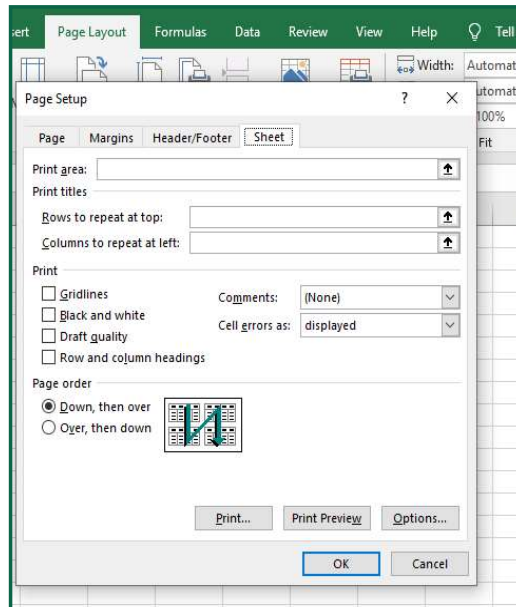 sert Page Layout Formulas Data Review View Help Tell
Width: Automat
utomat
Page Setup ? X
100%
Page Margins Header/Footer Sheet
Fit
Print area:
Print titles
Rows to repeat at top:
Columns to repeat at left:
Print
Gridlines
Comments: (None)
Black and white
Cell errors as: displayed
Draft quality
Row and column headings
Page order
Down, then over
Over, then down
Print... Print Preview Options...
OK Cancel